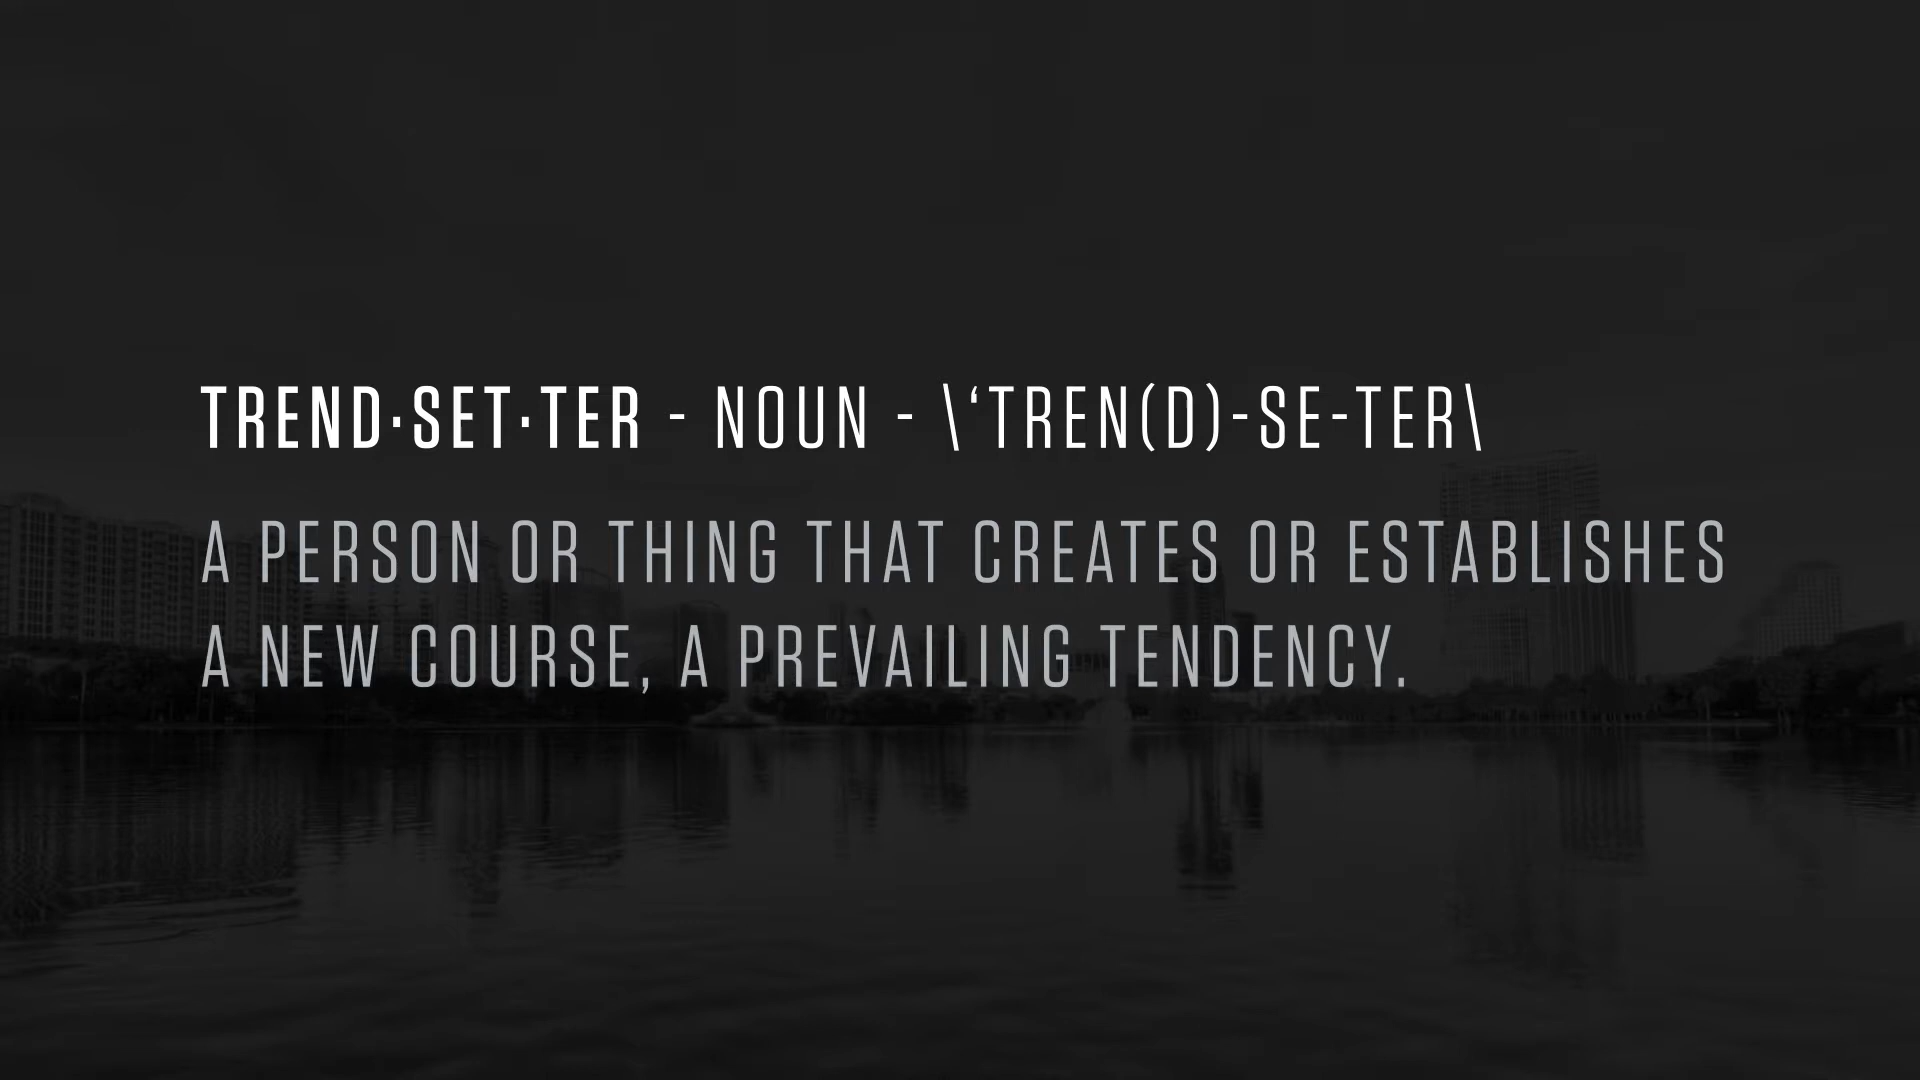 TREND·SET·TER - NOUN - \‘TREN(D)-SE-TER\
A PERSON OR THING THAT CREATES OR ESTABLISHES
A NEW COURSE, A PREVAILING TENDENCY.